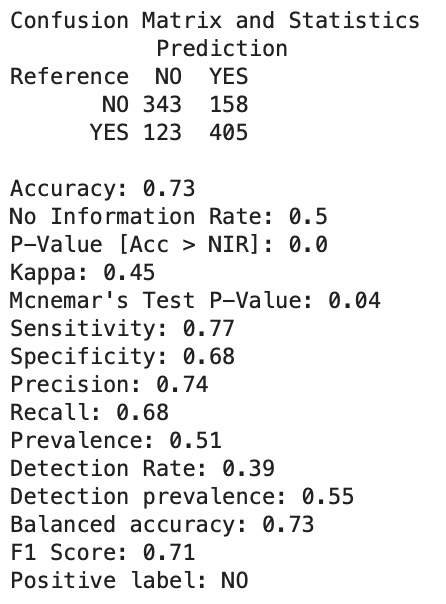 Confusion Matrix and Statistics
Prediction
Reference NO YES
NO 343 158
YES 123 405
Accuracy: 0.73
No Information Rate: 0.5
P-Value [Acc > NIR]: 0.0
Kappa: 0.45
Mcnemar's Test P-Value: 0.04
Sensitivity: 0.77
Specificity: 0.68
Precision: 0.74
Recall: 0.68
Prevalence: 0.51
Detection Rate: 0.39
Detection prevalence: 0.55
Balanced accuracy: 0.73
F1 Score: 0.71
Positive label: NO